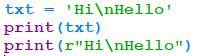 txt = 'Hi\nHello'
print(txt)
print(r"Hi\nHello")